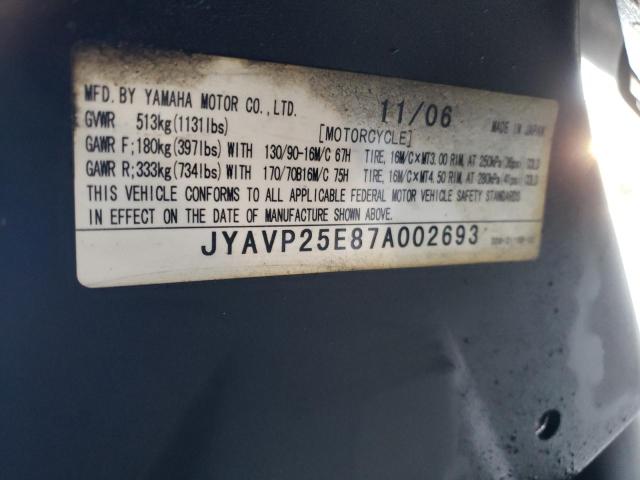 MFD. BY YAMAHA MOTOR CO., LTD. 11/06 MADE IN JAPAN
GVWR 513kg(1131lbs) [MOTORCYCLE]
GAWR F;180kg(397lbs) WITH 130/90-16M/C 67H TIRE, 16M/C×MT3.00 RIM, AT 250kPa(36psi) COLD
GAWR R;333kg(734lbs) WITH 170/70B16M/C 75H TIRE, 16M/C×MT4.50 RIM, AT 280kPa(41psi) COLD
THIS VEHICLE CONFORMS TO ALL APPLICABLE FEDERAL MOTOR VEHICLE SAFETY STANDARDS
IN EFFECT ON THE DATE OF MANUFACTURE SHOWN ABOVE.
JYAVP25E87A002693